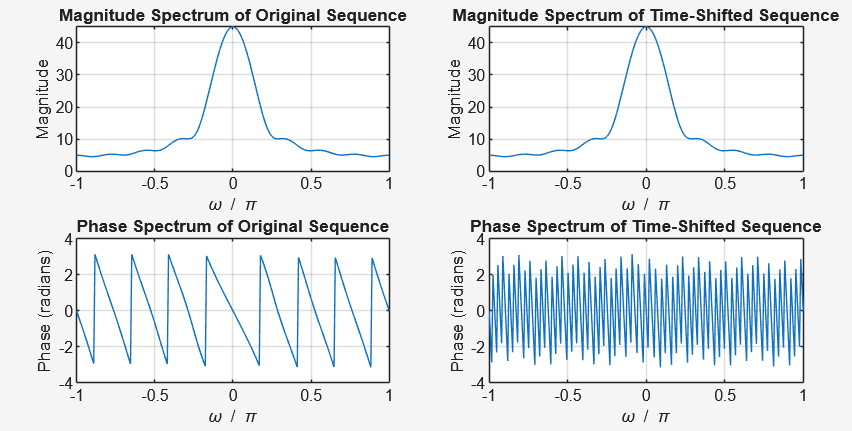 Magnitude Spectrum of Original Sequence
Magnitude
40
30
20
10
0
-1 -0.5 0 0.5 1
ω / π
Magnitude Spectrum of Time-Shifted Sequence
Magnitude
40
30
20
10
0
-1 -0.5 0 0.5 1
ω / π
Phase Spectrum of Original Sequence
Phase (radians)
4
2
0
-2
-4
-1 -0.5 0 0.5 1
ω / π
Phase Spectrum of Time-Shifted Sequence
Phase (radians)
4
2
0
-2
-4
-1 -0.5 0 0.5 1
ω / π